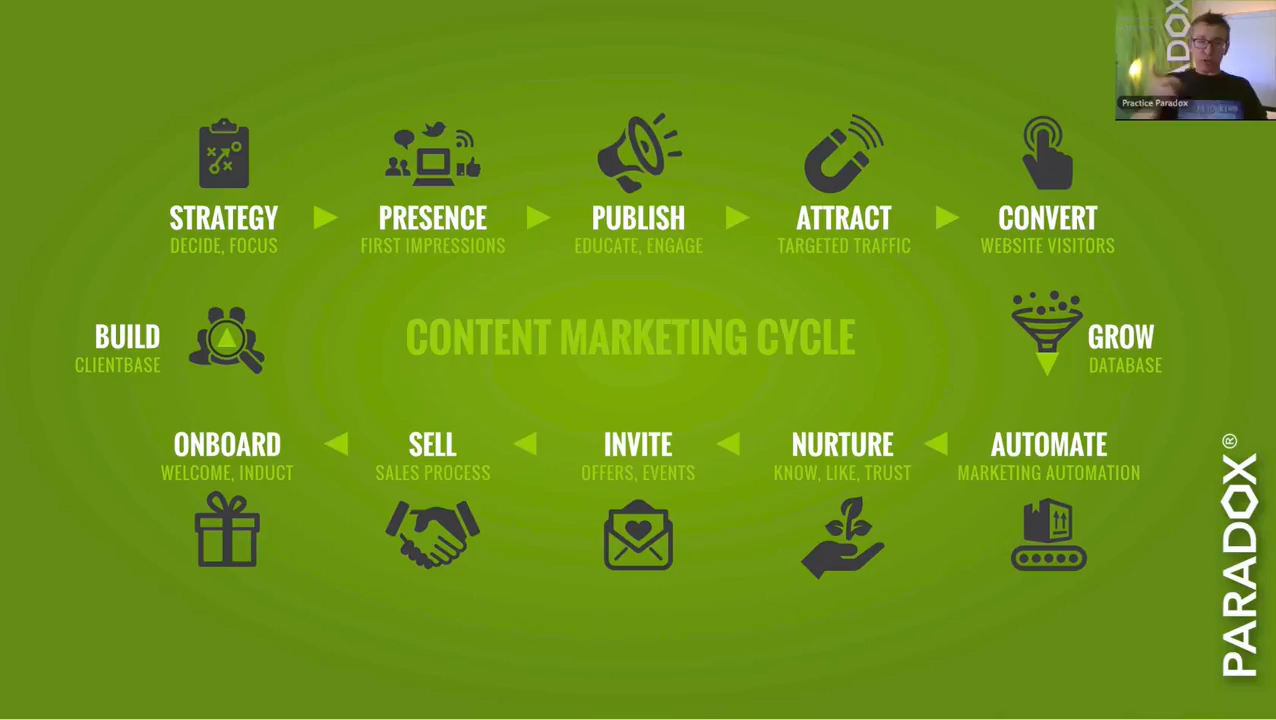 STRATEGY
DECIDE, FOCUS
PRESENCE
FIRST IMPRESSIONS
PUBLISH
EDUCATE, ENGAGE
ATTRACT
TARGETED TRAFFIC
CONVERT
WEBSITE VISITORS
Practice Paradox
BUILD
CLIENTBASE
CONTENT MARKETING CYCLE
GROW
DATABASE
ONBOARD
WELCOME, INDUCT
SELL
SALES PROCESS
INVITE
OFFERS, EVENTS
NURTURE
KNOW, LIKE, TRUST
AUTOMATE
MARKETING AUTOMATION
PARADOX®